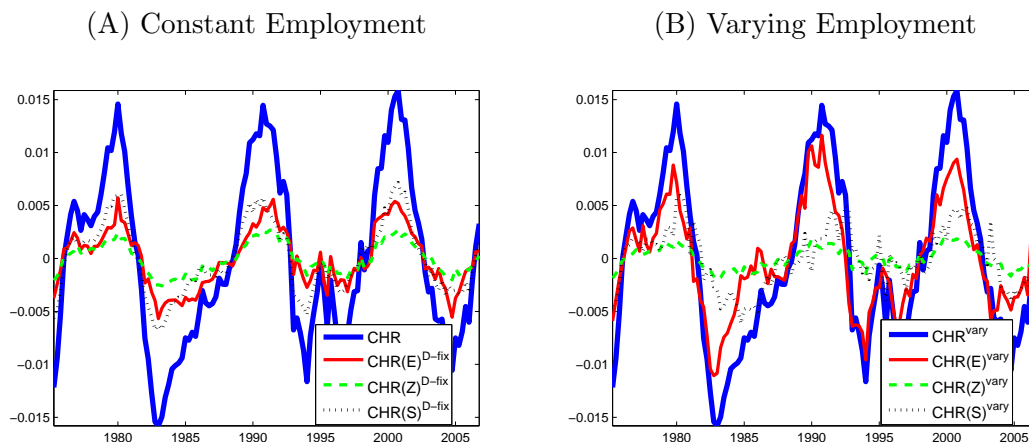 (A) Constant Employment
(B) Varying Employment
0.015
0.01
0.005
0
−0.005
−0.01
−0.015
1980 1985 1990 1995 2000 2005
CHR
CHR(E)^D−fix
CHR(Z)^D−fix
CHR(S)^D−fix
0.015
0.01
0.005
0
−0.005
−0.01
−0.015
1980 1985 1990 1995 2000 2005
CHR^vary
CHR(E)^vary
CHR(Z)^vary
CHR(S)^vary